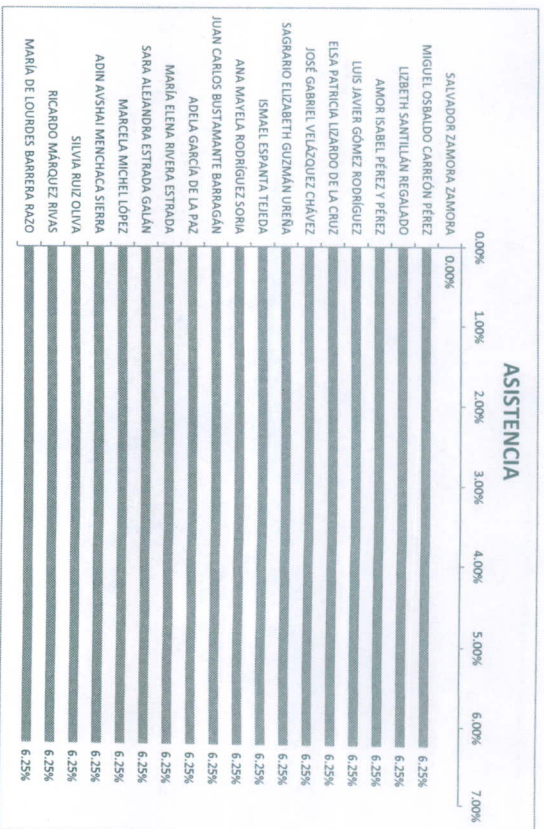 ASISTENCIA
0.00% 1.00% 2.00% 3.00% 4.00% 5.00% 6.00% 7.00%
SALVADOR ZAMORA ZAMORA 0.00%
MIGUEL OSBALDO CARREÓN PÉREZ 6.25%
LIZBETH SANTILLÁN REGALADO 6.25%
AMOR ISABEL PÉREZ Y PÉREZ 6.25%
LUIS JAVIER GÓMEZ RODRÍGUEZ 6.25%
ELSA PATRICIA LIZARDO DE LA CRUZ 6.25%
JOSÉ GABRIEL VELÁZQUEZ CHÁVEZ 6.25%
SAGRARIO ELIZABETH GUZMÁN UREÑA 6.25%
ISMAEL ESPANTA TEJEDA 6.25%
ANA MAYELA RODRÍGUEZ SORIA 6.25%
JUAN CARLOS BUSTAMANTE BARRAGÁN 6.25%
ADELA GARCÍA DE LA PAZ 6.25%
MARÍA ELENA RIVERA ESTRADA 6.25%
SARA ALEJANDRA ESTRADA GALÁN 6.25%
MARCELA MICHEL LÓPEZ 6.25%
ADIN AVSHAI MENCHACA SIERRA 6.25%
SILVIA RUIZ OLIVA 6.25%
RICARDO MÁRQUEZ RIVAS 6.25%
MARÍA DE LOURDES BARRERA RAZO 6.25%